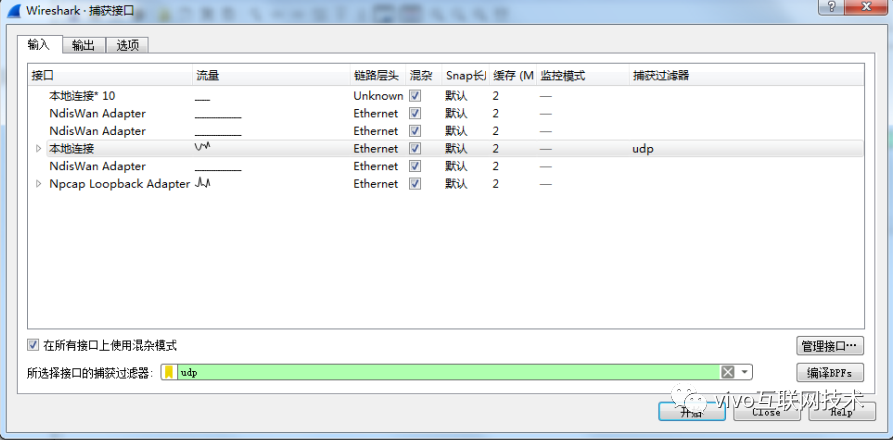 Wireshark · 捕获接口
输入 输出 选项
接口 流量 链路层头 混杂 Snap长 缓存 (M 监控模式 捕获过滤器
本地连接* 10 Unknown 默认 2 —
NdisWan Adapter Ethernet 默认 2 —
NdisWan Adapter Ethernet 默认 2 —
本地连接 Ethernet 默认 2 — udp
NdisWan Adapter Ethernet 默认 2 —
Npcap Loopback Adapter Ethernet 默认 2 —
在所有接口上使用混杂模式 管理接口…
所选择接口的捕获过滤器: udp 编译BPFs
开始 Close Help
vivo互联网技术